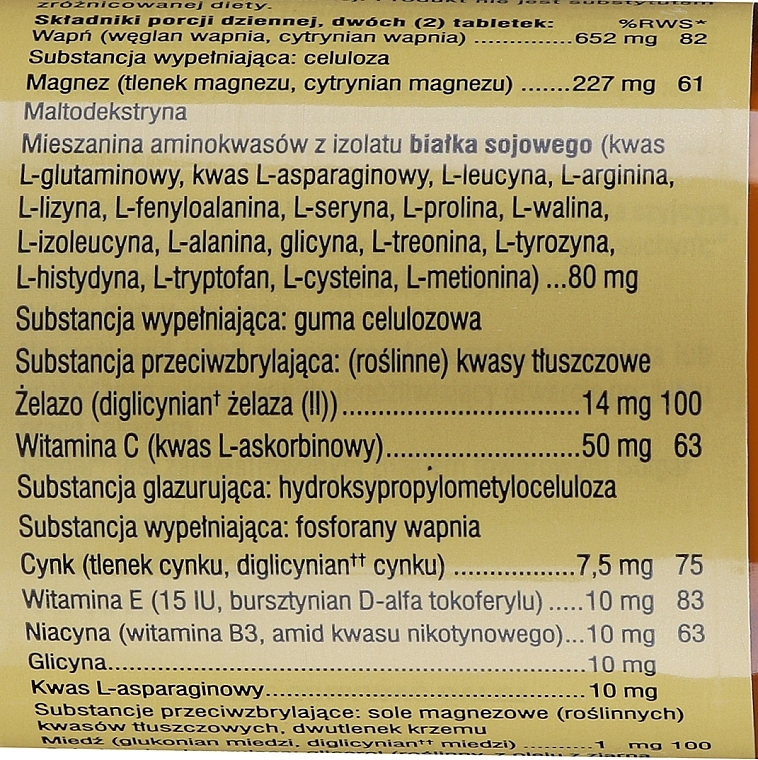 zróżnicowanej diety.
Składniki porcji dziennej, dwóch (2) tabletek: %RWS*
Wapń (węglan wapnia, cytrynian wapnia) ...............652 mg 82
Substancja wypełniająca: celuloza
Magnez (tlenek magnezu, cytrynian magnezu) .......227 mg 61
Maltodekstryna
Mieszanina aminokwasów z izolatu białka sojowego (kwas
L-glutaminowy, kwas L-asparaginowy, L-leucyna, L-arginina,
L-lizyna, L-fenyloalanina, L-seryna, L-prolina, L-walina,
L-izoleucyna, L-alanina, glicyna, L-treonina, L-tyrozyna,
L-histydyna, L-tryptofan, L-cysteina, L-metionina) ...80 mg
Substancja wypełniająca: guma celulozowa
Substancja przeciwzbrylająca: (roślinne) kwasy tłuszczowe
Żelazo (diglicynian† żelaza (II))..............................14 mg 100
Witamina C (kwas L-askorbinowy).........................50 mg 63
Substancja glazurująca: hydroksypropylometyloceluloza
Substancja wypełniająca: fosforany wapnia
Cynk (tlenek cynku, diglicynian†† cynku) .................7,5 mg 75
Witamina E (15 IU, bursztynian D-alfa tokoferylu) .....10 mg 83
Niacyna (witamina B3, amid kwasu nikotynowego)...10 mg 63
Glicyna.................................................................10 mg
Kwas L-asparaginowy............................................10 mg
Substancje przeciwzbrylające: sole magnezowe (roślinnych)
kwasów tłuszczowych, dwutlenek krzemu
Miedź (glukonian miedzi, diglicynian†† miedzi) ...........1 mg 100